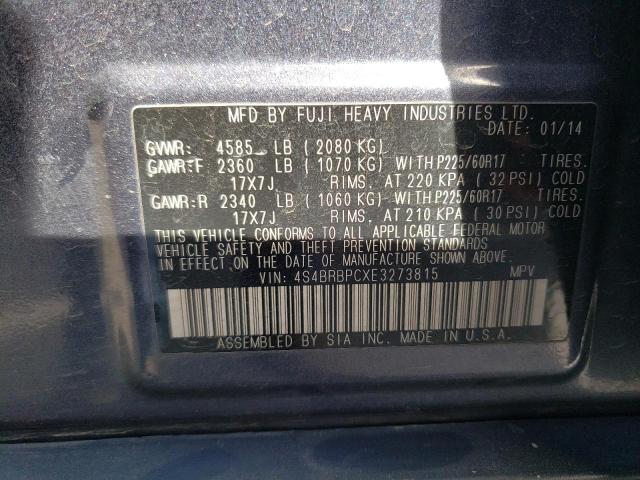 MFD BY FUJI HEAVY INDUSTRIES LTD.
DATE: 01/14
GVWR: 4585 LB (2080 KG)
GAWR:F 2360 LB (1070 KG) WITH P225/60R17 TIRES.
17X7J RIMS, AT 220 KPA (32 PSI) COLD
GAWR:R 2340 LB (1060 KG) WITH P225/60R17 TIRES.
17X7J RIMS, AT 210 KPA (30 PSI) COLD
THIS VEHICLE CONFORMS TO ALL APPLICABLE FEDERAL MOTOR
VEHICLE SAFETY AND THEFT PREVENTION STANDARDS
IN EFFECT ON THE DATE OF MANUFACTURE SHOWN ABOVE.
VIN: 4S4BRBPCXE3273815 MPV
ASSEMBLED BY SIA INC. MADE IN U.S.A.